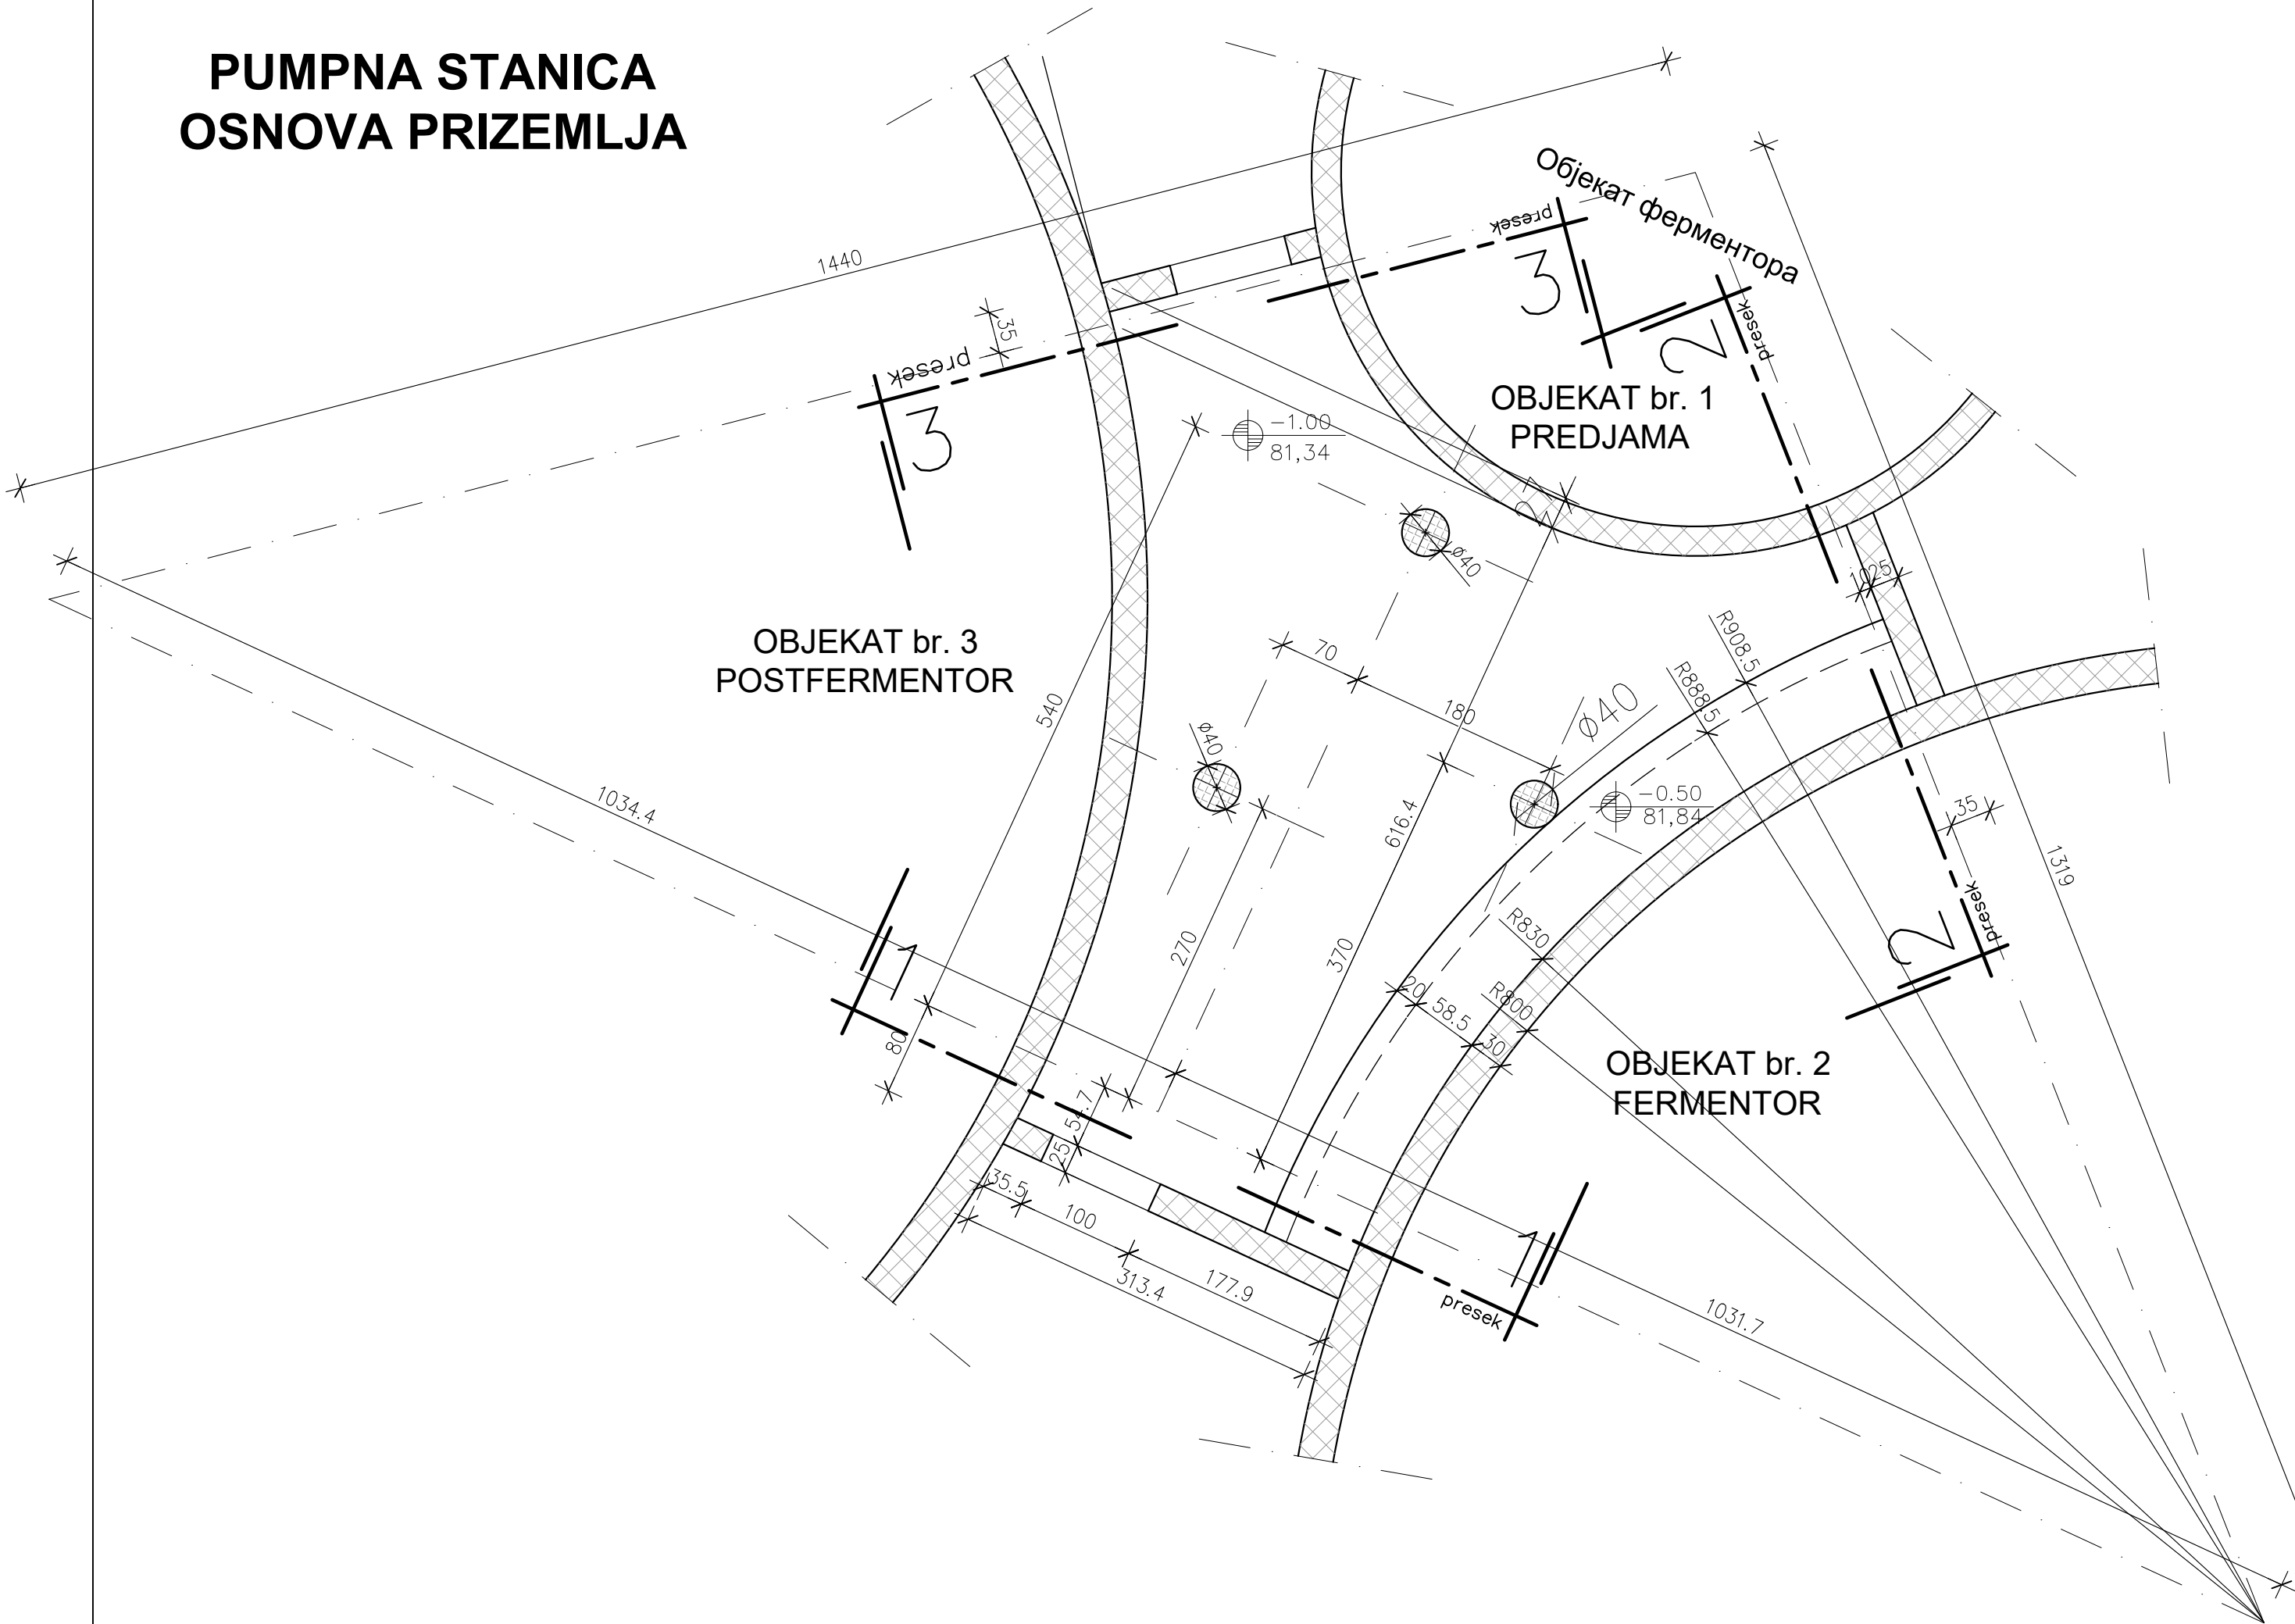 PUMPNA STANICA
OSNOVA PRIZEMLJA
1440
35
presek
3
presek
3
Објекат ферментора
2
presek
OBJEKAT br. 1
PREDJAMA
-1.00
81,34
27
ø40
1025
R908.5
R888.5
OBJEKAT br. 3
POSTFERMENTOR
540
70
180
ø40
ø40
-0.50
81,84
616.4
35
1319
1034.4
1
270
370
R830
R800
20
58.5
30
2
presek
80
OBJEKAT br. 2
FERMENTOR
54.7
25
35.5
100
177.9
313.4
1
presek
1031.7